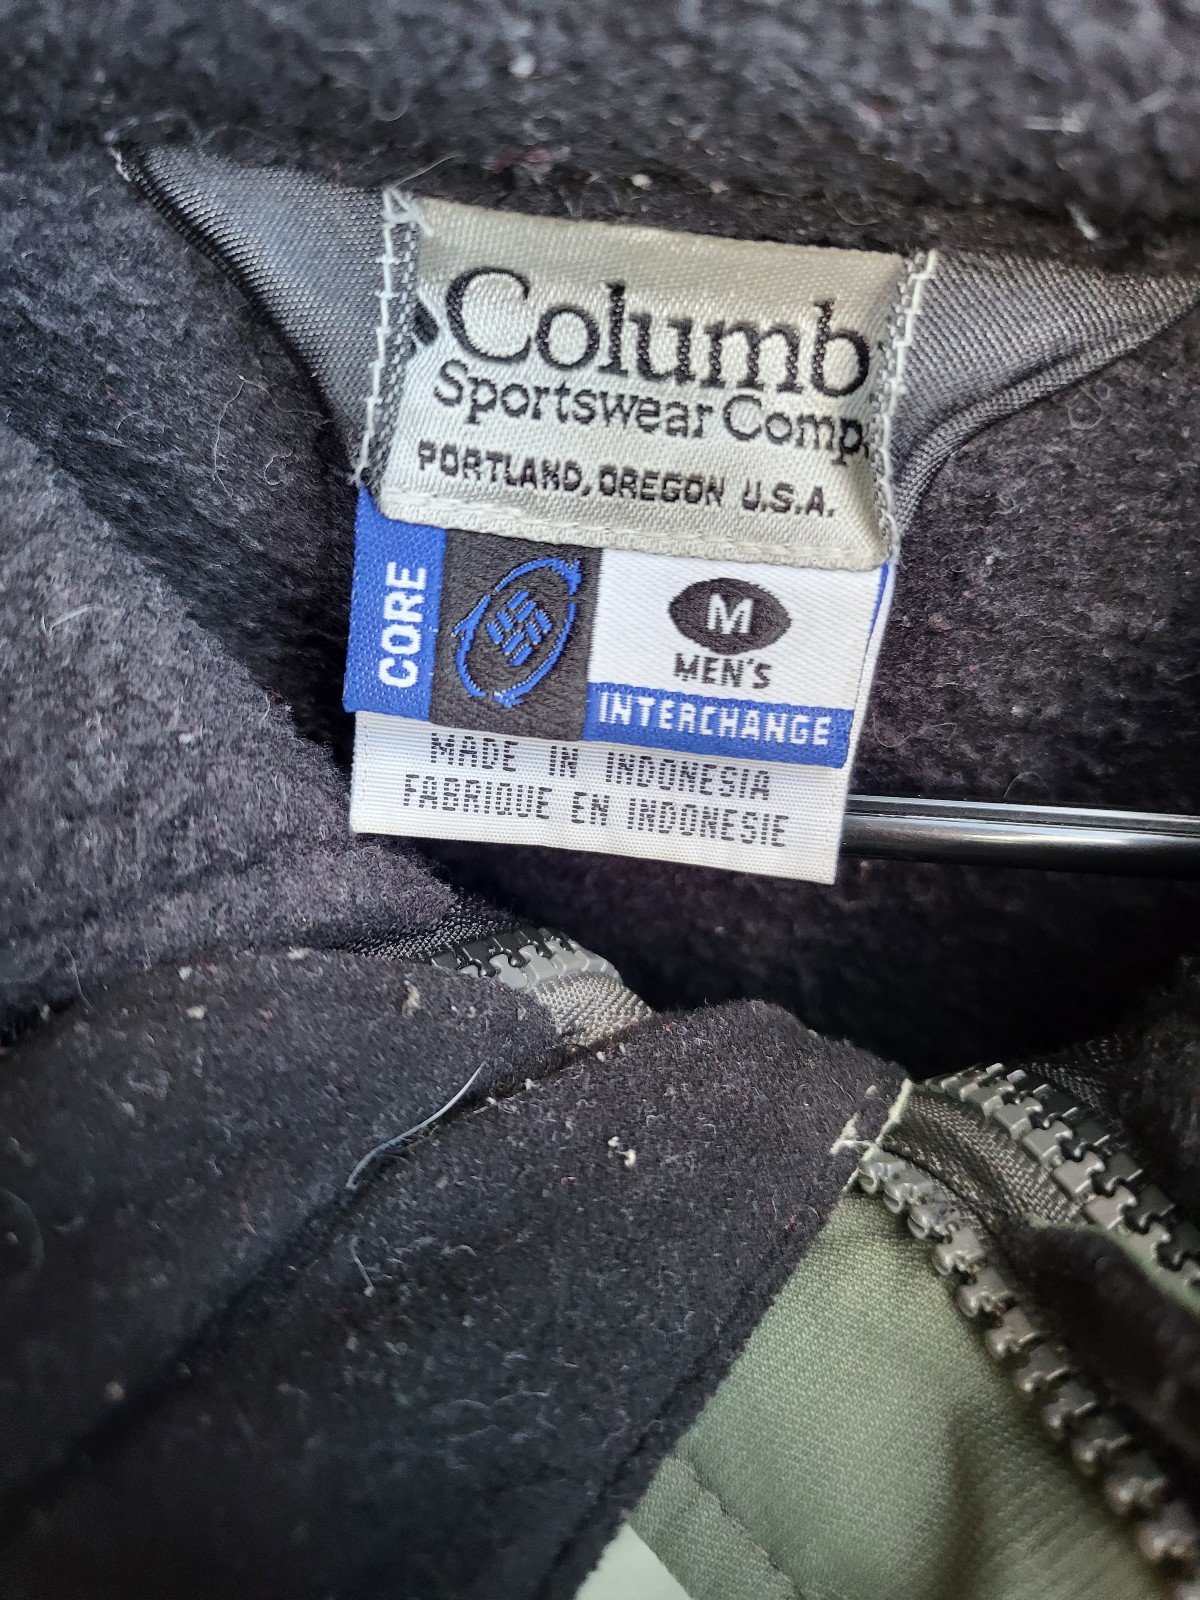 Columb
Sportswear Comp
PORTLAND, OREGON U.S.A.
CORE
M
MEN'S
INTERCHANGE
MADE IN INDONESIA
FABRIQUE EN INDONESIE